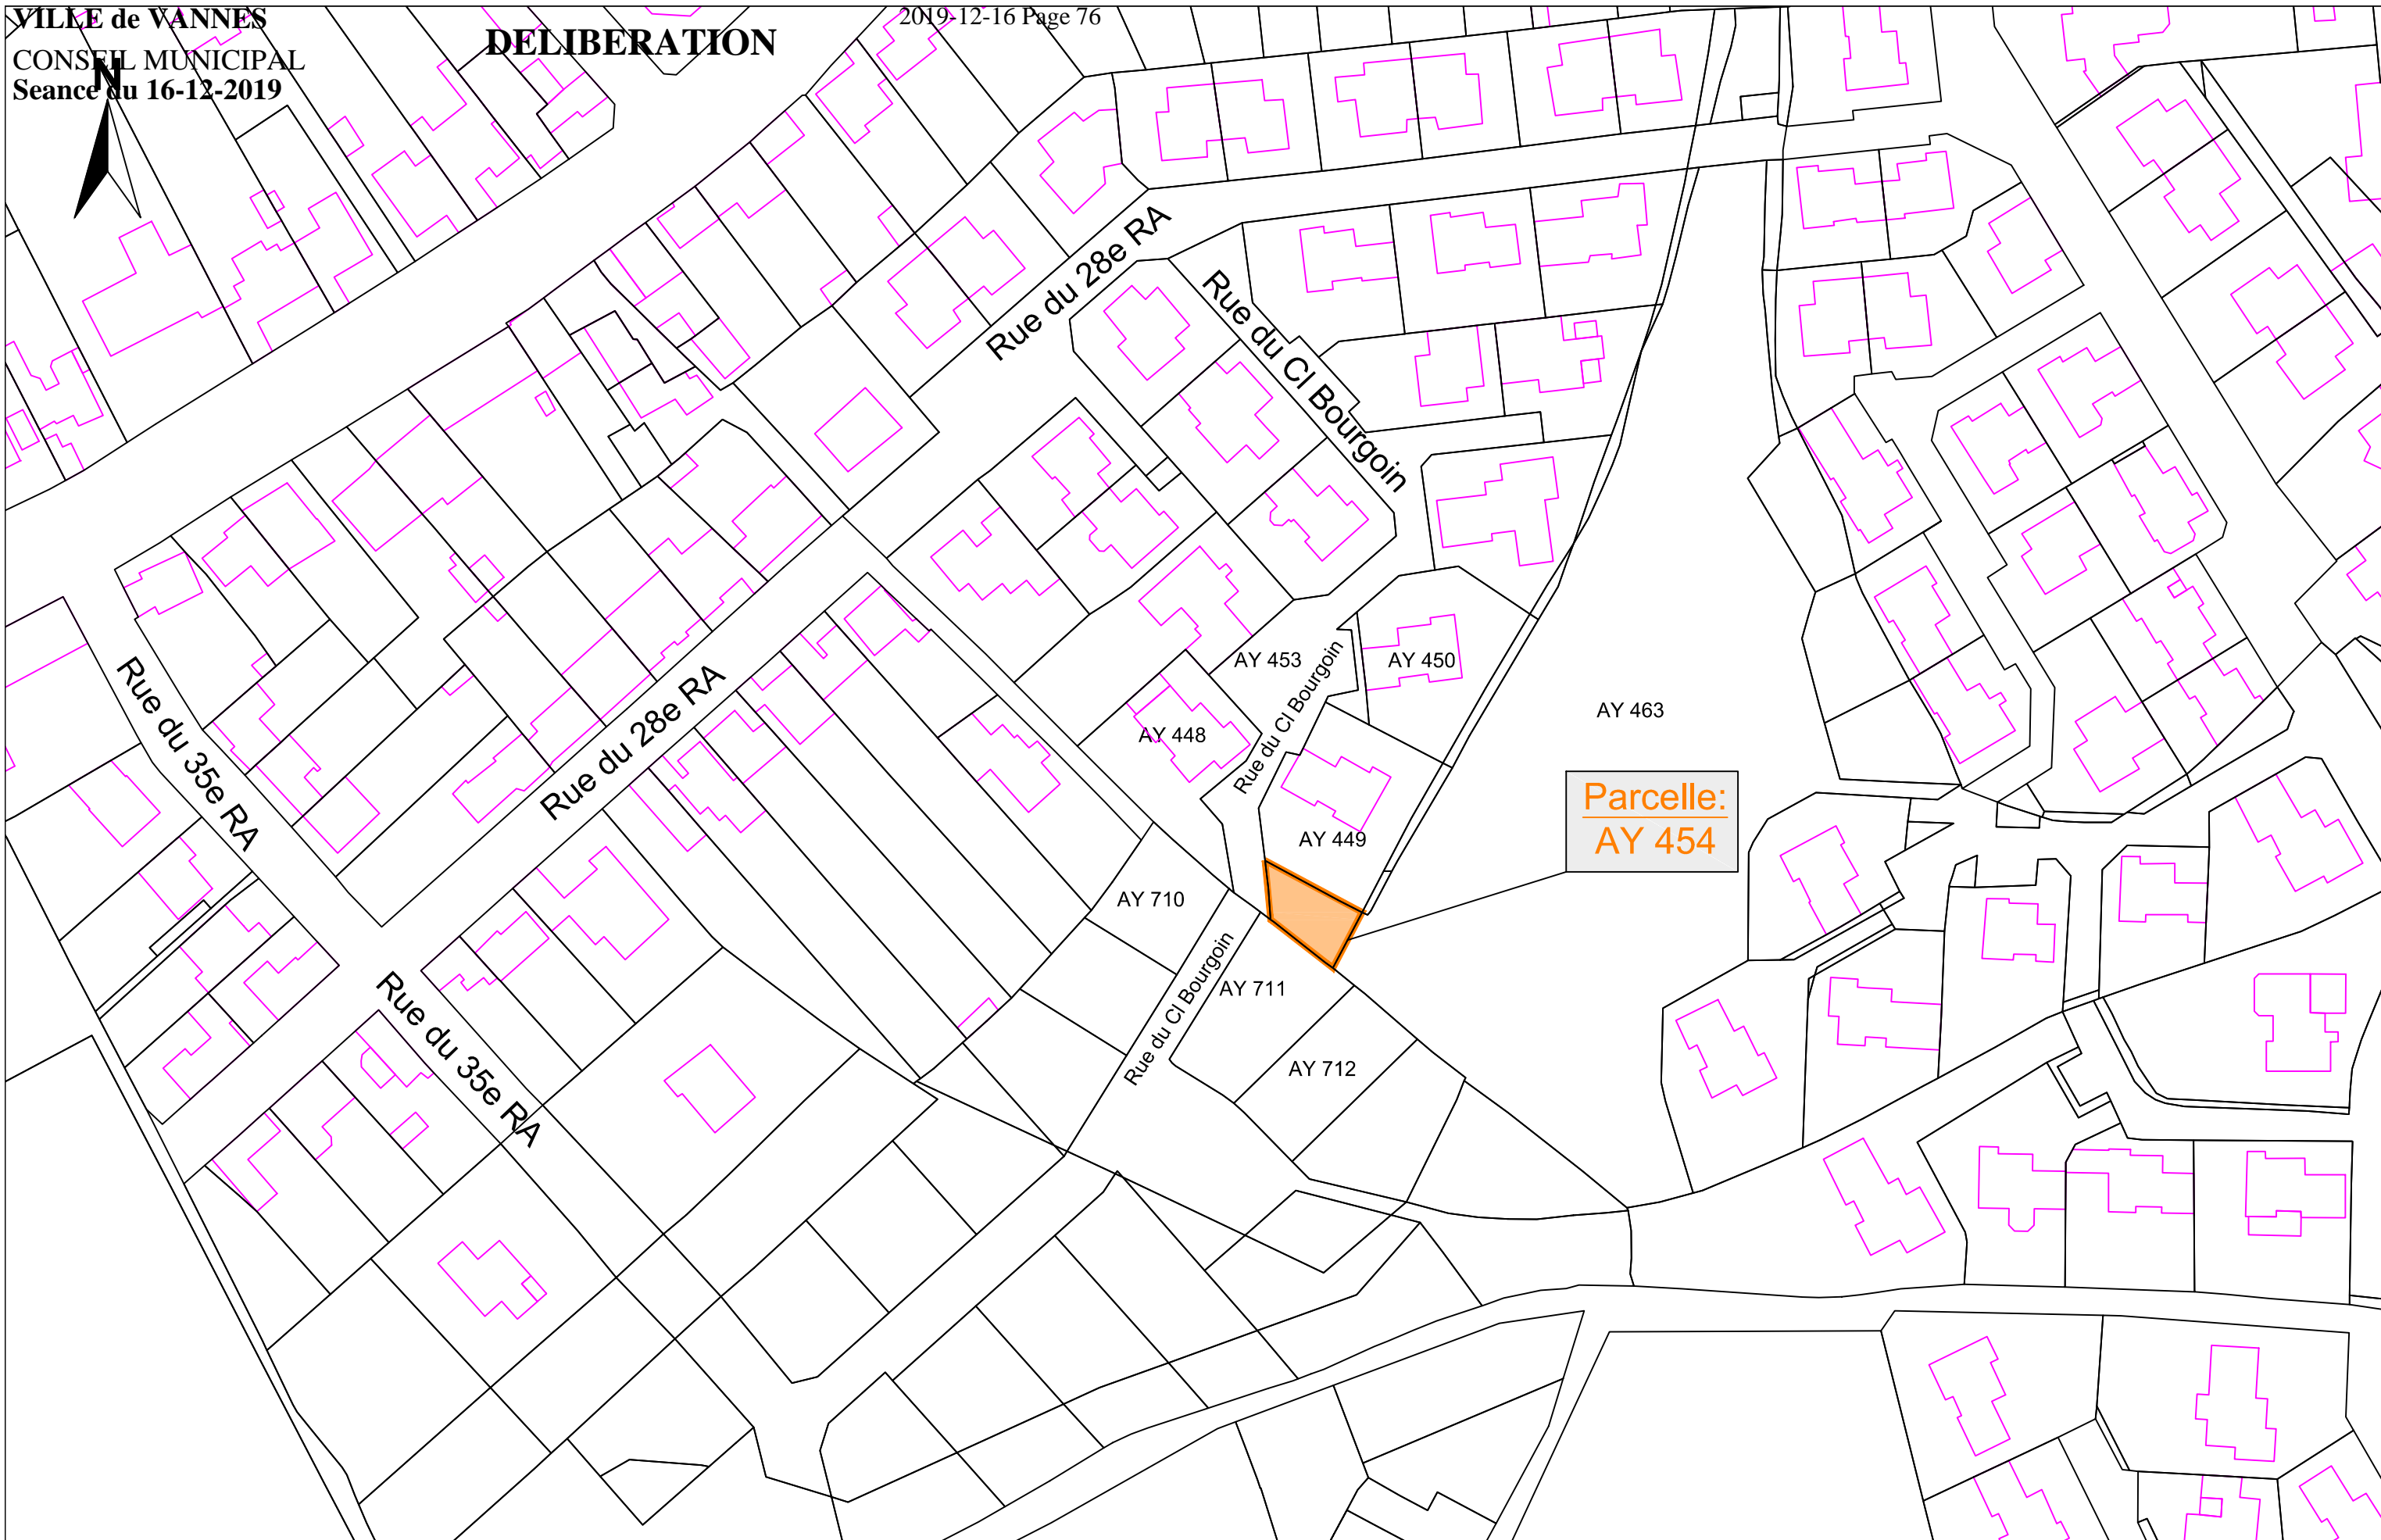 VILLE de VANNES
CONSEIL MUNICIPAL
Seance du 16-12-2019
DELIBERATION
2019-12-16 Page 76
N
Rue du 28e RA
Rue du Cl Bourgoin
Rue du 35e RA
Rue du 28e RA
AY 453
AY 450
Rue du Cl Bourgoin
AY 448
AY 463
Parcelle:
AY 454
AY 449
AY 710
Rue du Cl Bourgoin
AY 711
Rue du 35e RA
AY 712